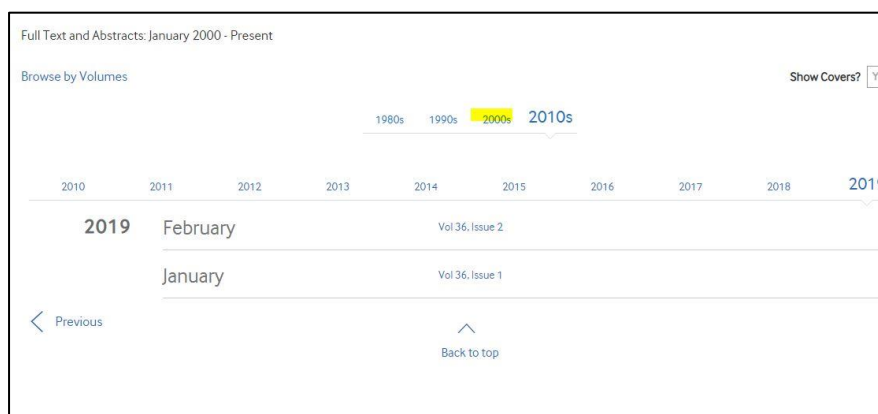 Full Text and Abstracts: January 2000 - Present
Browse by Volumes
Show Covers?
1980s 1990s 2000s 2010s
2010 2011 2012 2013 2014 2015 2016 2017 2018 2019
2019 February Vol 36, Issue 2
January Vol 36, Issue 1
Previous
Back to top